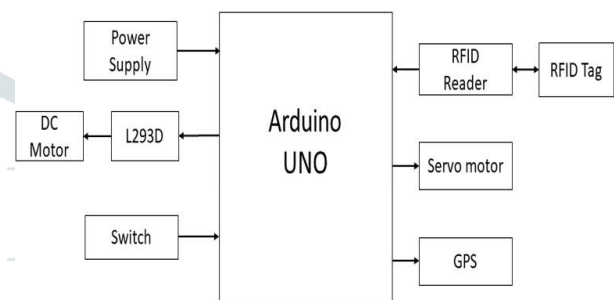 Power
Supply
RFID
Reader
RFID Tag
DC
Motor
L293D
Arduino
UNO
Servo motor
Switch
GPS